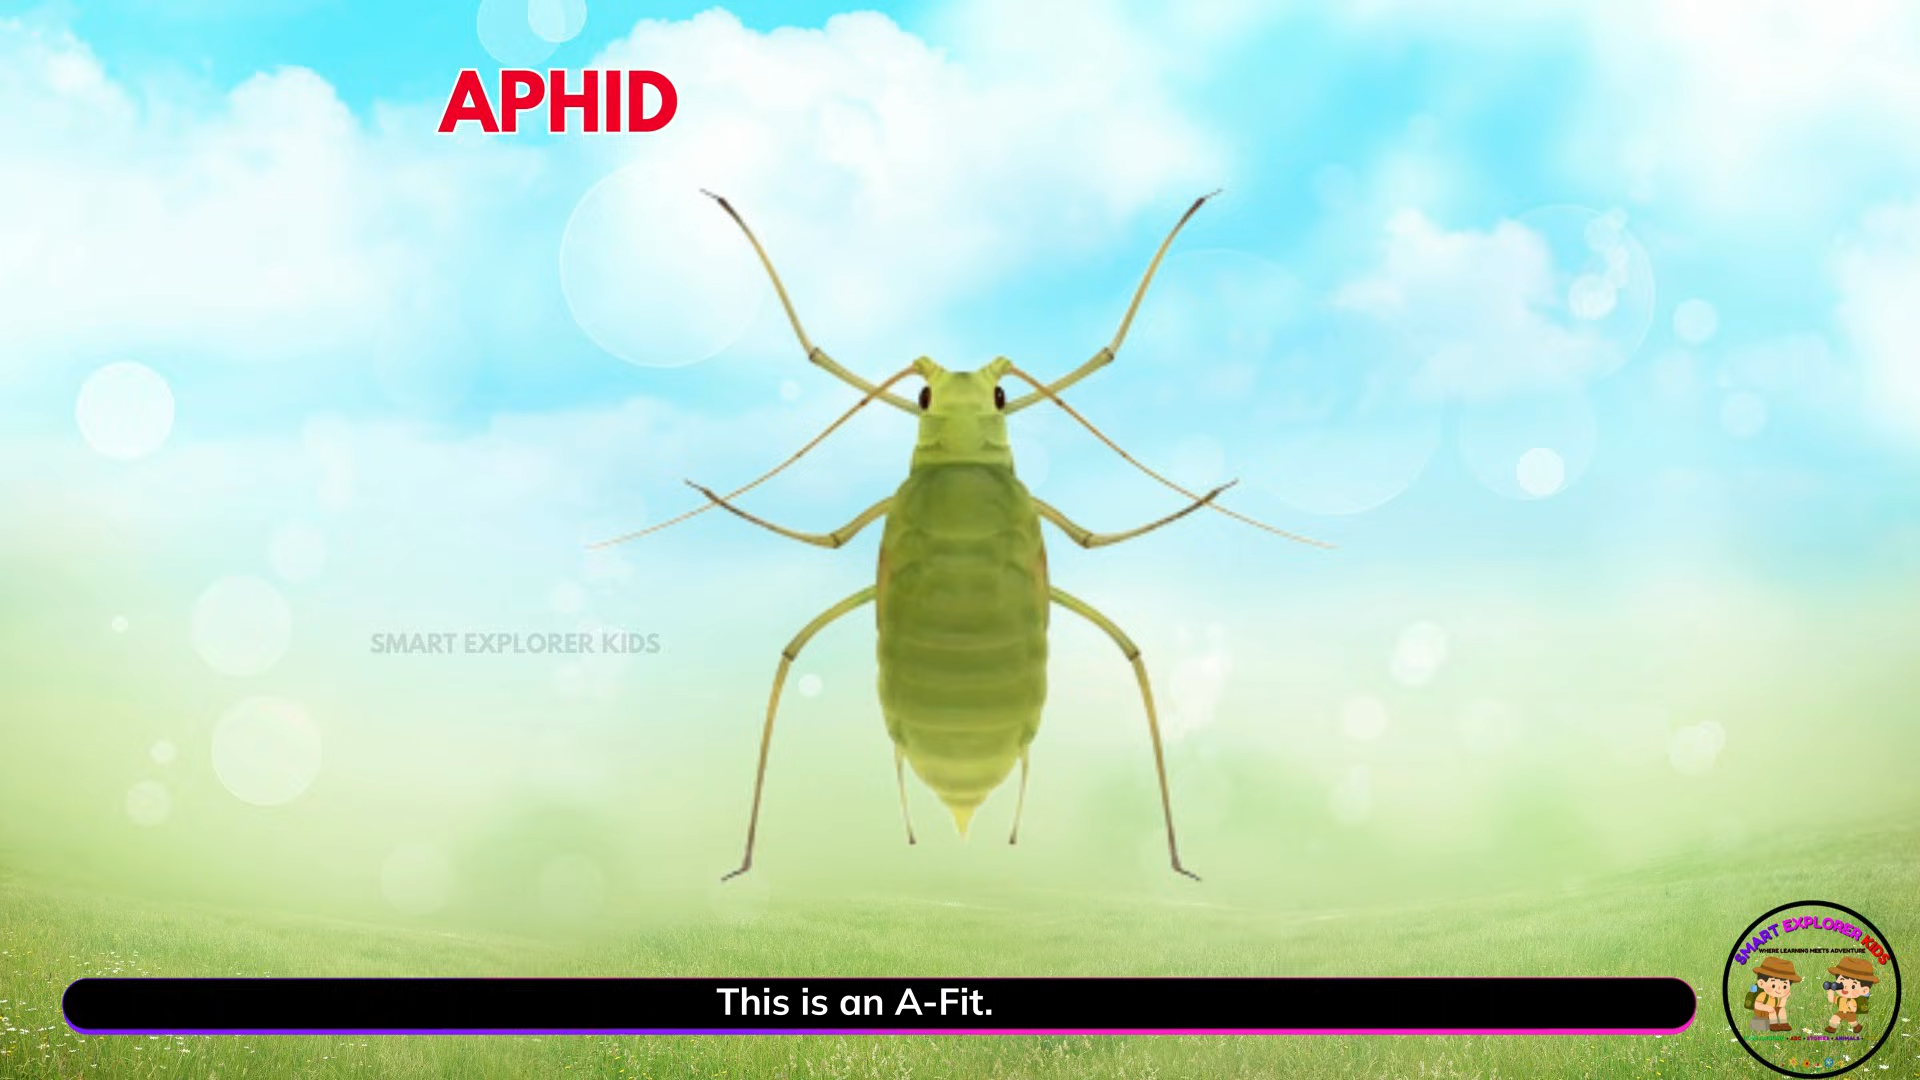 APHID
SMART EXPLORER KIDS
This is an A-Fit.
SMART EXPLORER KIDS
WHERE LEARNING MEETS ADVENTURE